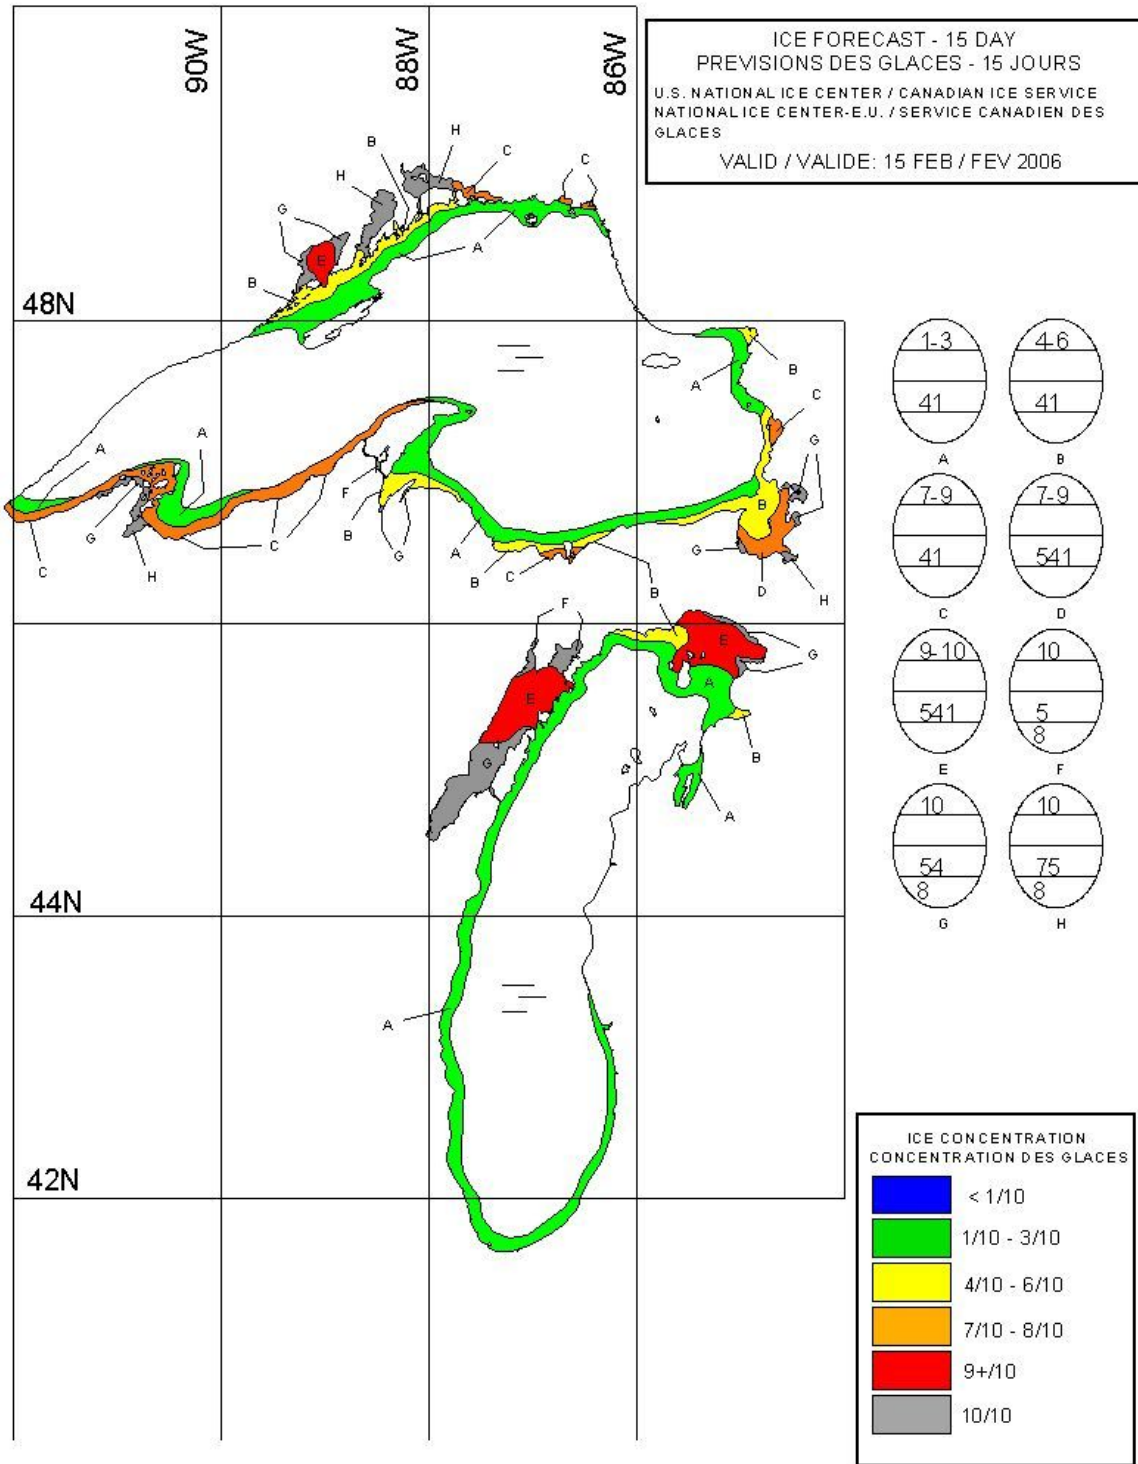 90W
88W
86W
ICE FORECAST - 15 DAY
PREVISIONS DES GLACES - 15 JOURS
U.S. NATIONAL ICE CENTER / CANADIAN ICE SERVICE
NATIONAL ICE CENTER-E.U. / SERVICE CANADIEN DES
GLACES
VALID / VALIDE: 15 FEB / FEV 2006
H
B
C
C
H
G
A
E
B
48N
A
B
C
A
A
G
F
B
G
B
G
A
G
C
H
C
B
C
D
H
B
F
E
G
A
E
G
B
A
44N
A
42N
1-3
41
A
4-6
41
B
7-9
41
C
7-9
541
D
9-10
541
E
10
5
8
F
10
54
8
G
10
75
8
H
ICE CONCENTRATION
CONCENTRATION DES GLACES
< 1/10
1/10 - 3/10
4/10 - 6/10
7/10 - 8/10
9+/10
10/10